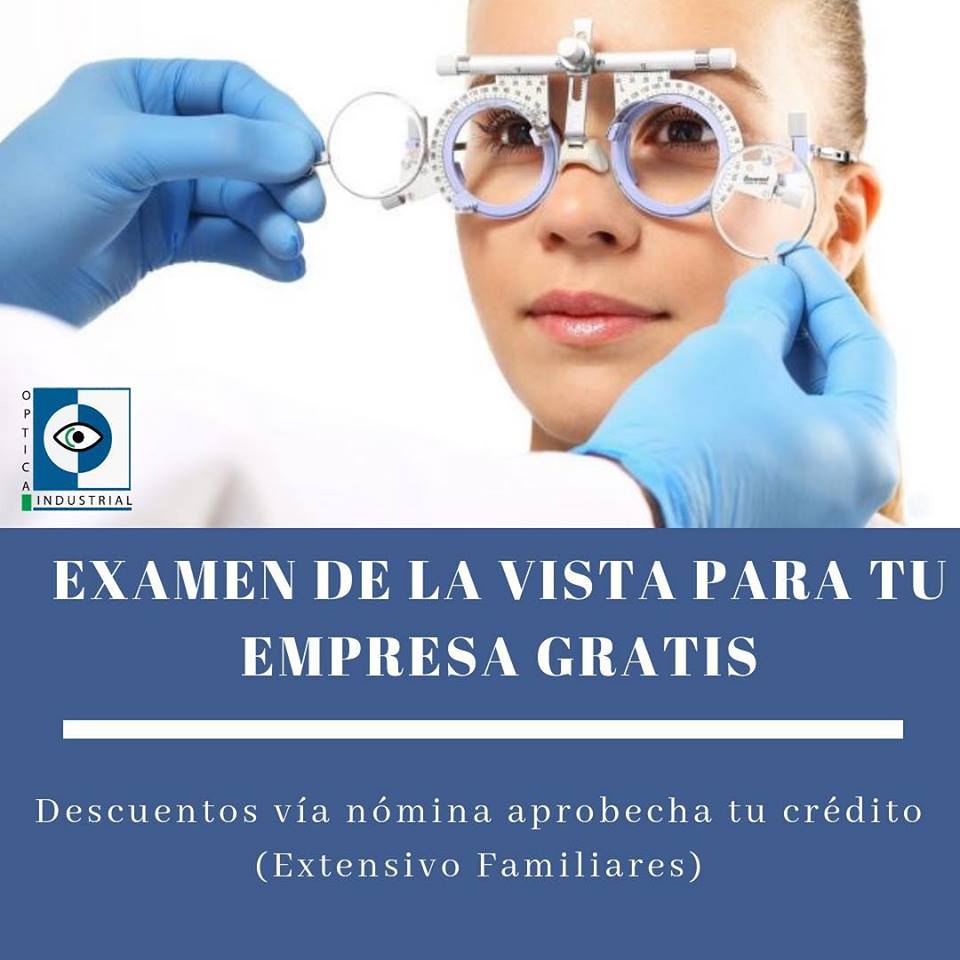 OPTICA
INDUSTRIAL
EXAMEN DE LA VISTA PARA TU
EMPRESA GRATIS
Descuentos vía nómina aprobecha tu crédito
(Extensivo Familiares)